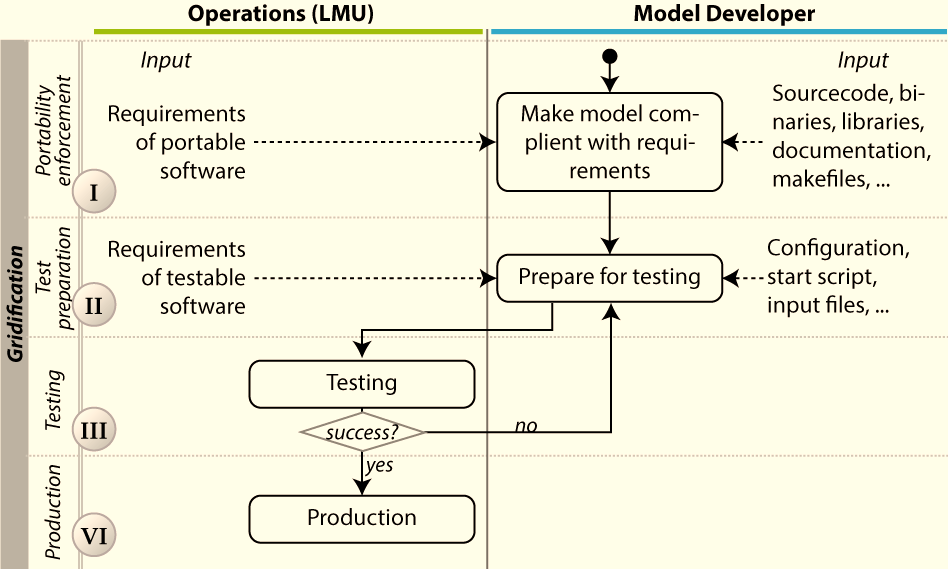 Operations (LMU)
Model Developer
Gridification
Portability
enforcement
I
Input
Requirements
of portable
software
Make model com-
plient with requi-
rements
Input
Sourcecode, bi-
naries, libraries,
documentation,
makefiles, ...
Test
preparation
II
Requirements
of testable
software
Prepare for testing
Configuration,
start script,
input files, ...
Testing
III
Testing
success?
no
yes
Production
VI
Production